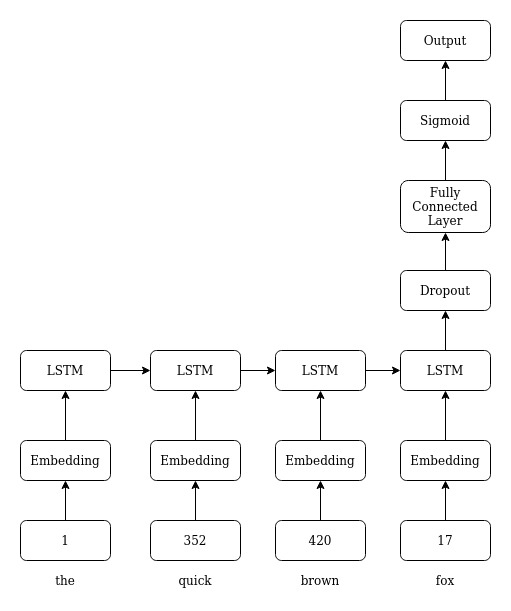 Output
Sigmoid
Fully
Connected
Layer
Dropout
LSTM LSTM LSTM LSTM
Embedding Embedding Embedding Embedding
1 352 420 17
the quick brown fox